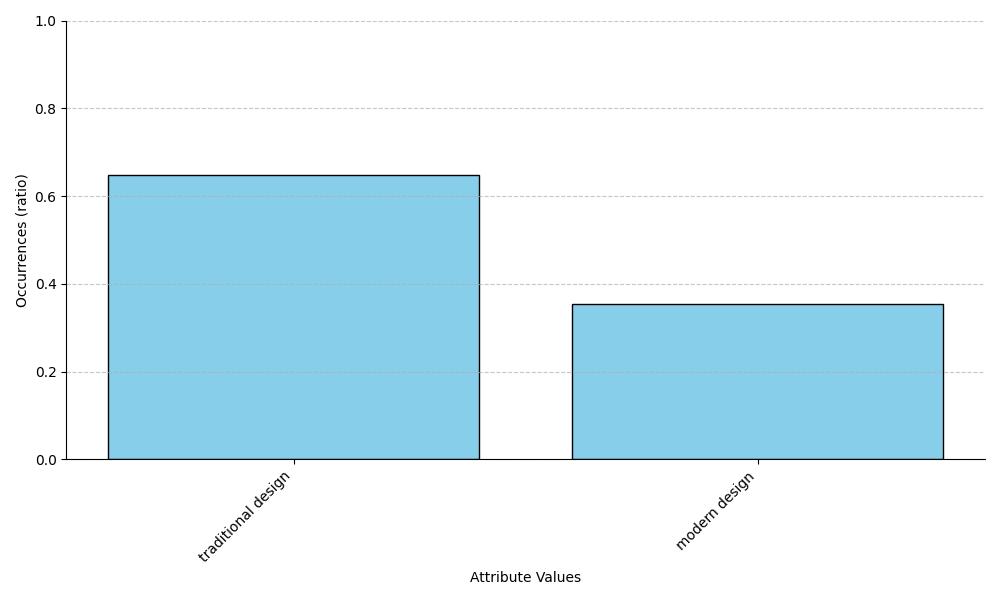 1.0
0.8
0.6
0.4
0.2
0.0
Occurrences (ratio)
traditional design
modern design
Attribute Values